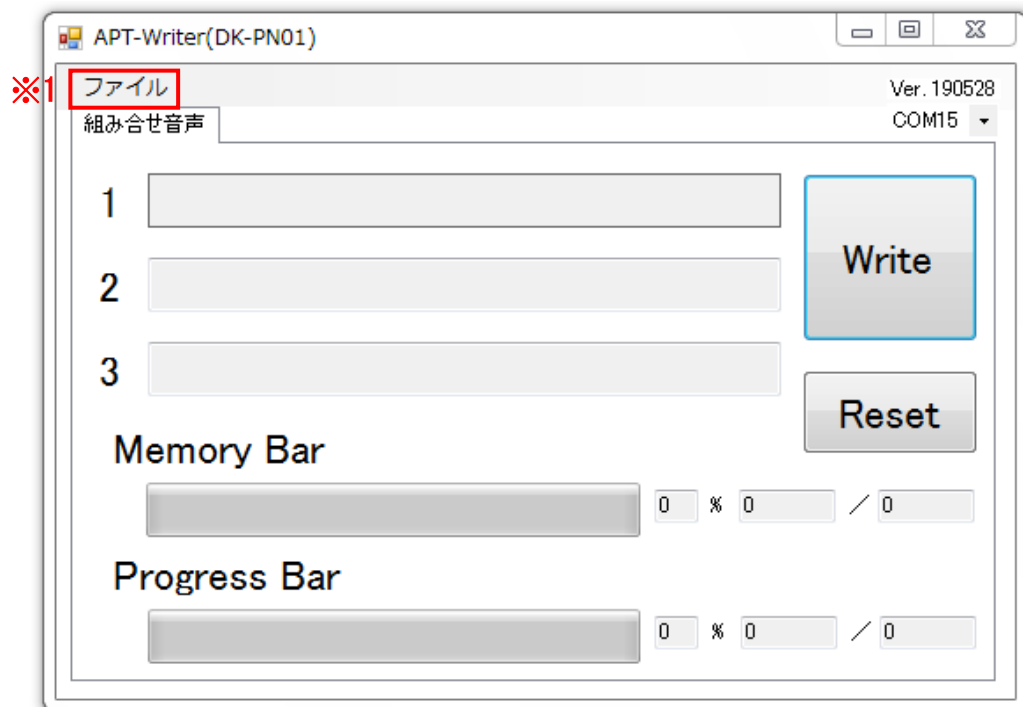 APT-Writer(DK-PN01)
※1 ファイル
Ver. 190528
組み合せ音声
COM15
1
Write
2
3
Reset
Memory Bar
0 % 0 / 0
Progress Bar
0 % 0 / 0